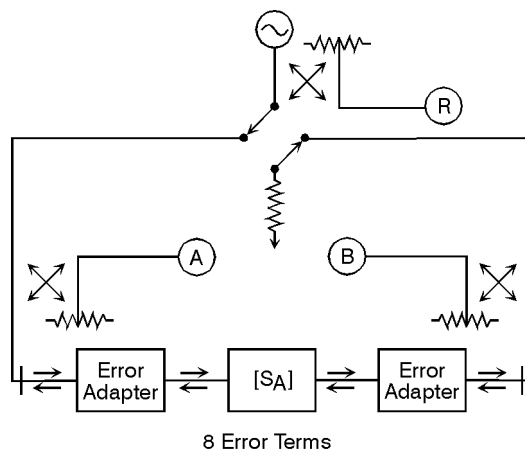 R
A
B
Error
Adapter
[SA]
Error
Adapter
8 Error Terms